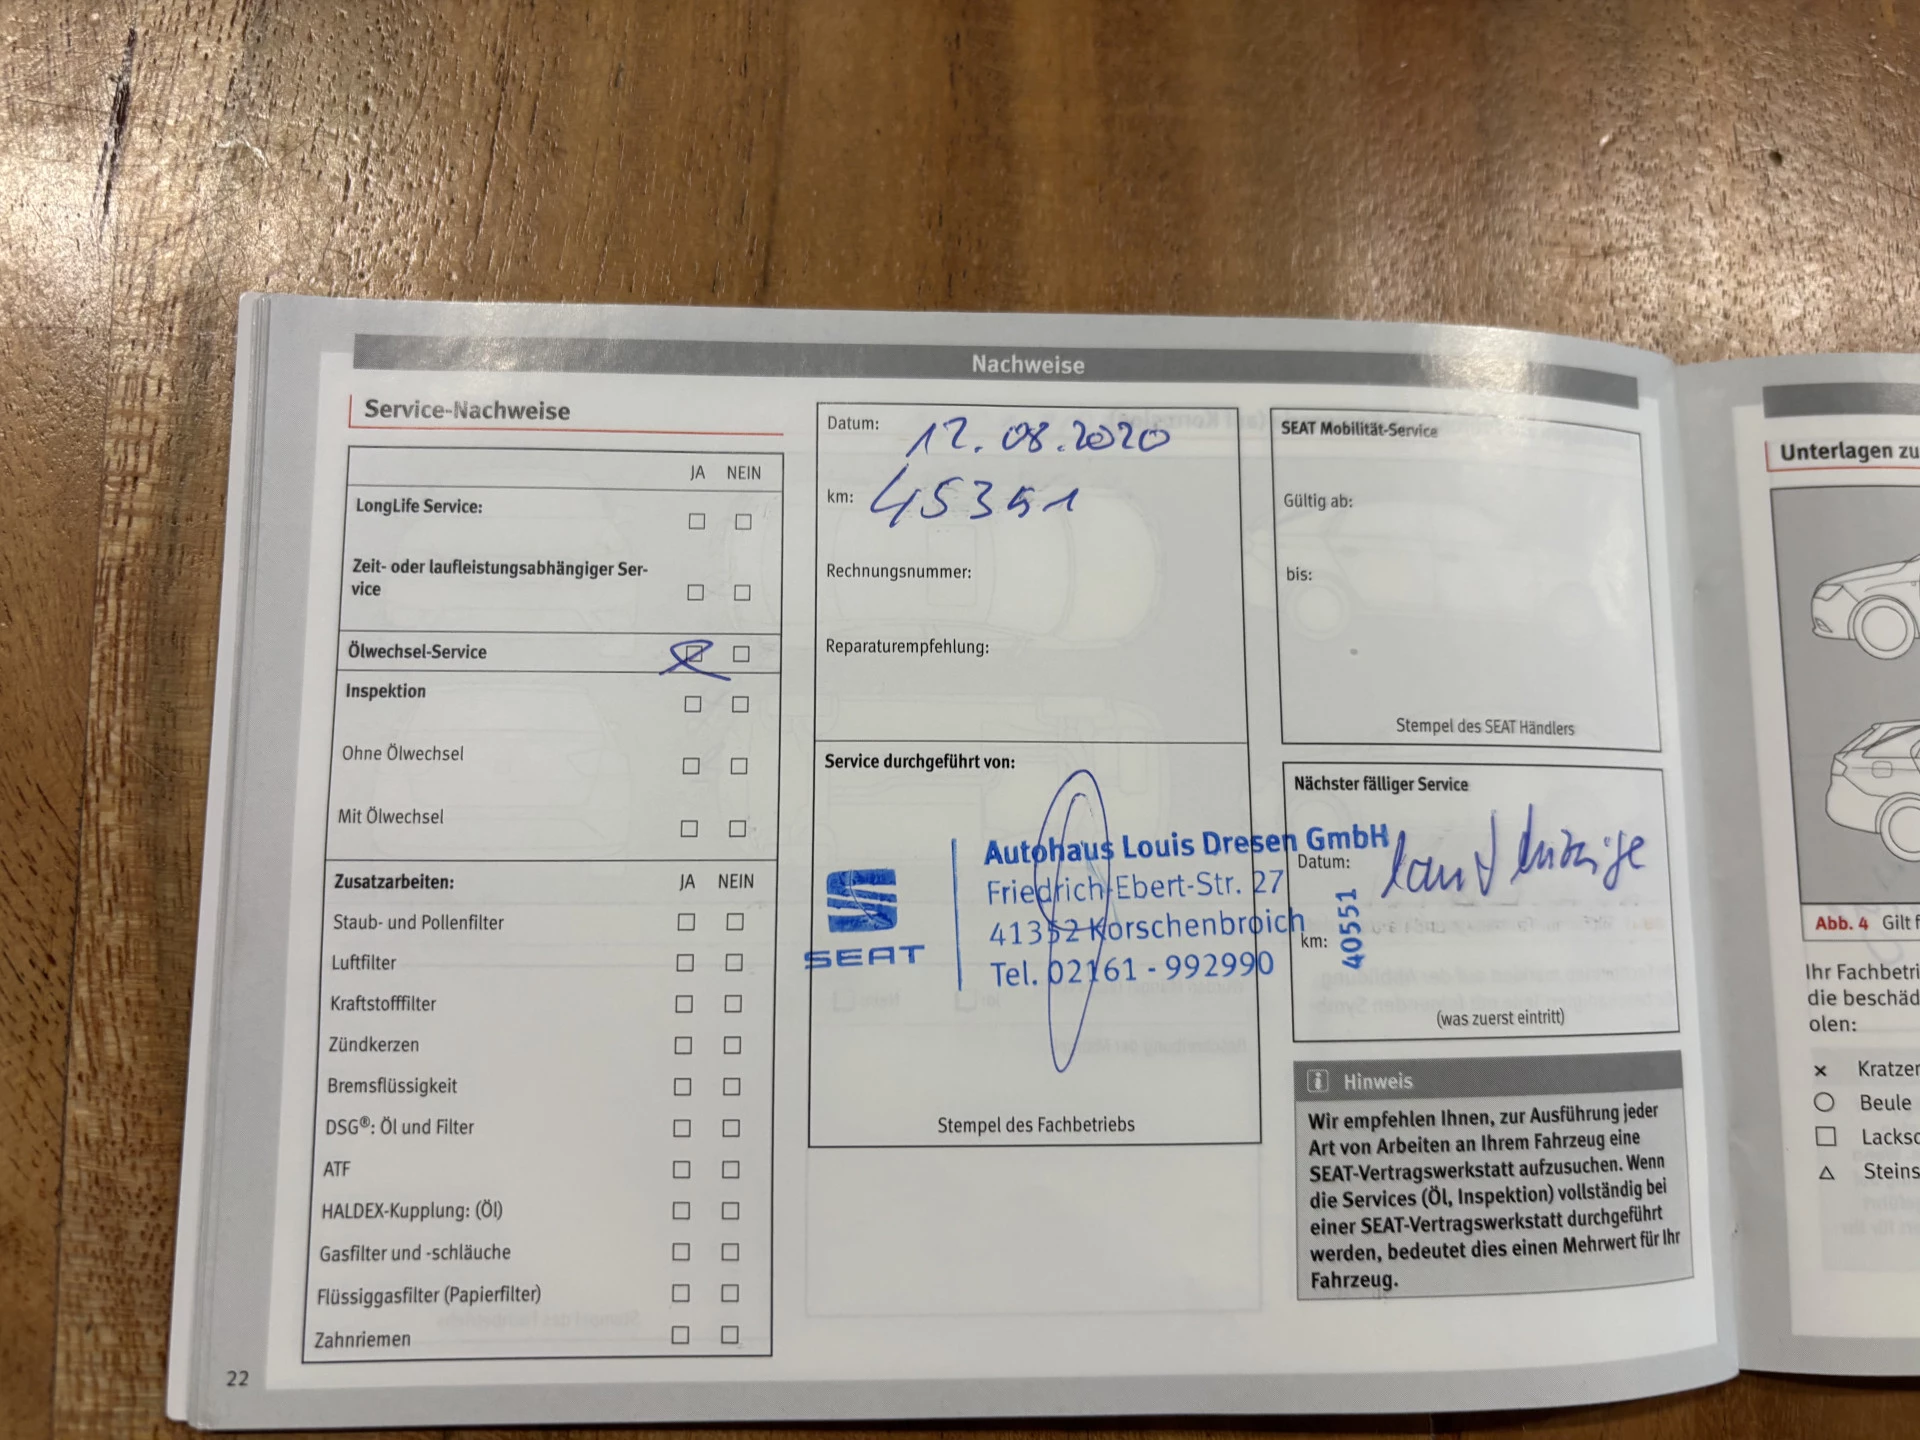 Nachweise
Service-Nachweise
JA NEIN
LongLife Service:
Zeit- oder laufleistungsabhängiger Ser-
vice
Ölwechsel-Service
Inspektion
Ohne Ölwechsel
Mit Ölwechsel
Zusatzarbeiten: JA NEIN
Staub- und Pollenfilter
Luftfilter
Kraftstofffilter
Zündkerzen
Bremsflüssigkeit
DSG®: Öl und Filter
ATF
HALDEX-Kupplung: (Öl)
Gasfilter und -schläuche
Flüssiggasfilter (Papierfilter)
Zahnriemen
22
Datum: 12.08.2020
km:
Rechnungsnummer:
Reparaturempfehlung:
Service durchgeführt von:
SEAT
Autohaus Louis Dresen GmbH
Friedrich-Ebert-Str. 27
41352 Korschenbroich
Tel. 02161 - 992990
Stempel des Fachbetriebs
SEAT Mobilität-Service
Gültig ab:
bis:
Stempel des SEAT Händlers
Nächster fälliger Service
Datum: laut Anzeige
km:
40551
(was zuerst eintritt)
i Hinweis
Wir empfehlen Ihnen, zur Ausführung jeder
Art von Arbeiten an Ihrem Fahrzeug eine
SEAT-Vertragswerkstatt aufzusuchen. Wenn
die Services (Öl, Inspektion) vollständig bei
einer SEAT-Vertragswerkstatt durchgeführt
werden, bedeutet dies einen Mehrwert für Ihr
Fahrzeug.
Unterlagen zu
Abb. 4 Gilt f
Ihr Fachbetri
die beschäd
olen:
Kratzer
Beule
Lacksc
Steins